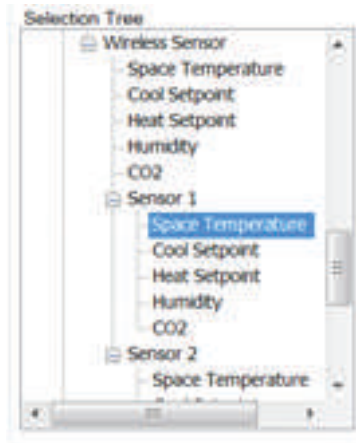 Selection Tree
Wireless Sensor
Space Temperature
Cool Setpoint
Heat Setpoint
Humidity
CO2
Sensor 1
Space Temperature
Cool Setpoint
Heat Setpoint
Humidity
CO2
Sensor 2
Space Temperature